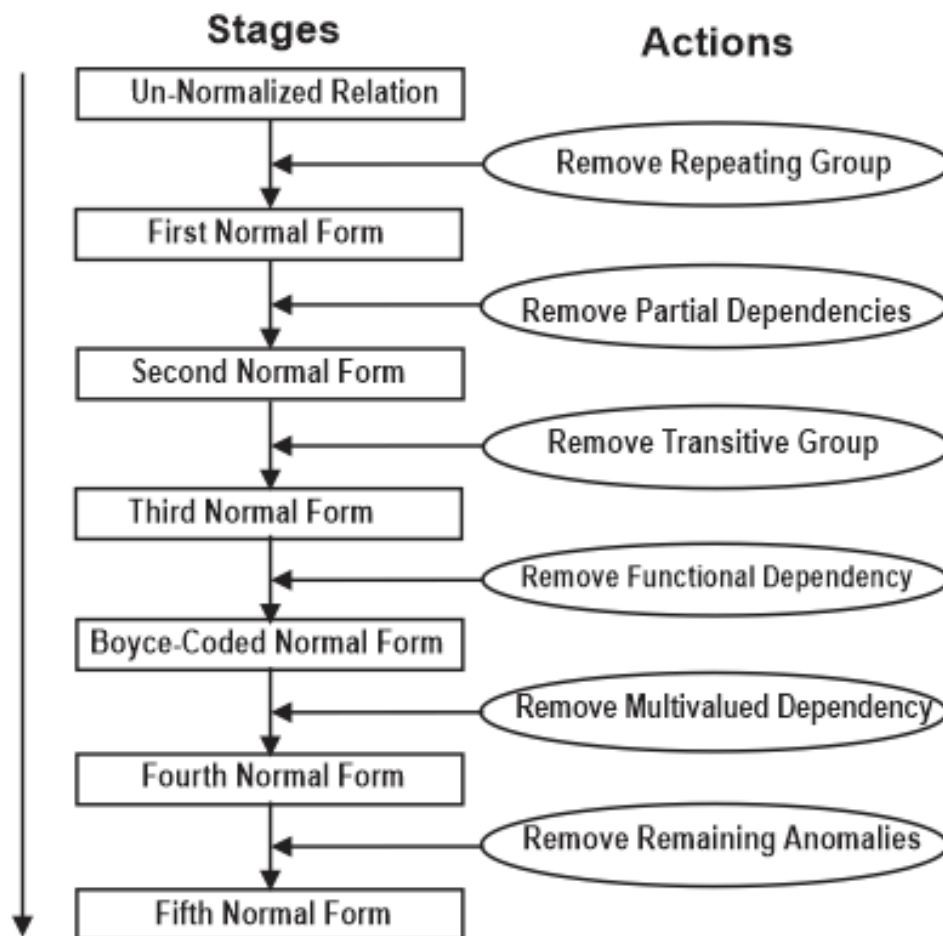 Stages
Actions
Un-Normalized Relation
Remove Repeating Group
First Normal Form
Remove Partial Dependencies
Second Normal Form
Remove Transitive Group
Third Normal Form
Remove Functional Dependency
Boyce-Coded Normal Form
Remove Multivalued Dependency
Fourth Normal Form
Remove Remaining Anomalies
Fifth Normal Form